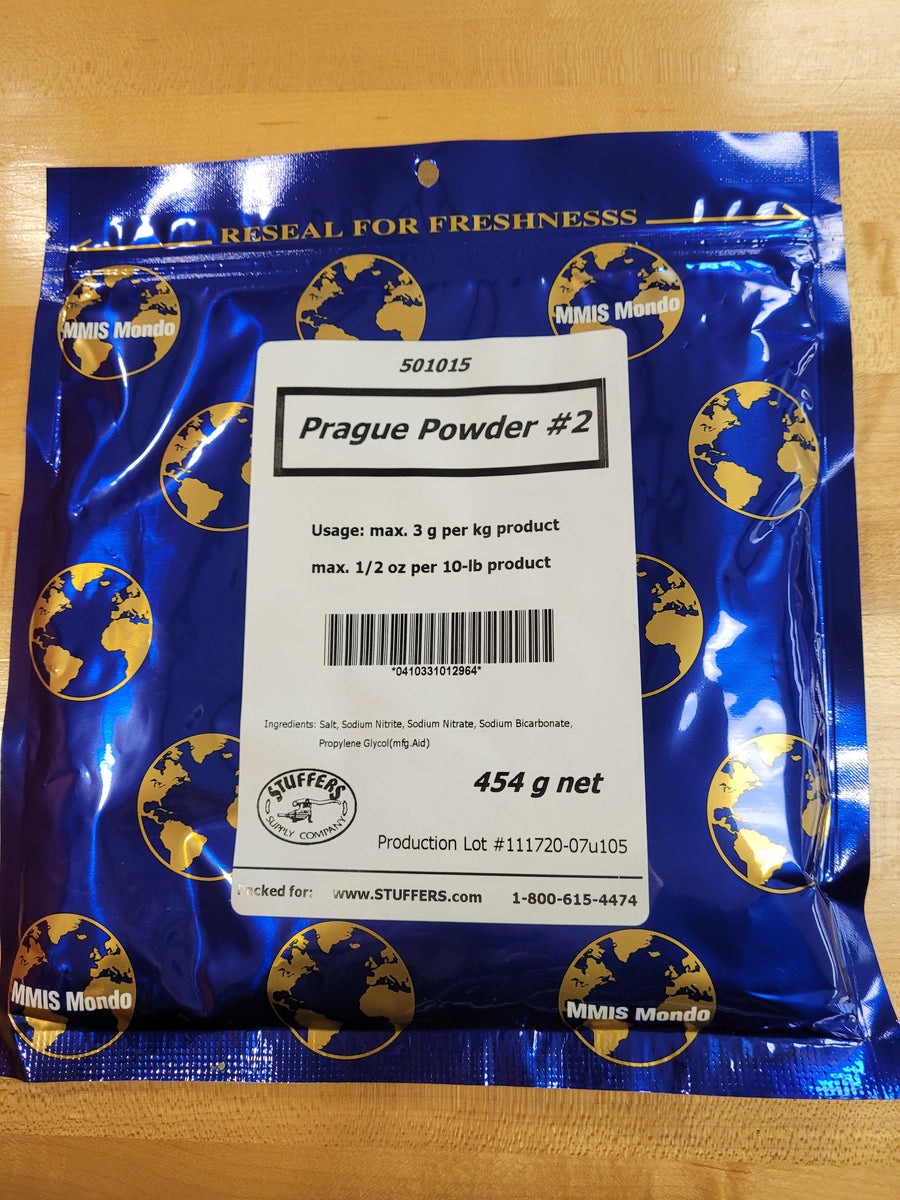 RESEAL FOR FRESHNESSS
MMIS Mondo
MMIS Mondo
501015
Prague Powder #2
Usage: max. 3 g per kg product
max. 1/2 oz per 10-lb product
*0410331012964*
Ingredients: Salt, Sodium Nitrite, Sodium Nitrate, Sodium Bicarbonate,
Propylene Glycol(mfg.Aid)
454 g net
STUFFERS
SUPPLY COMPANY
Production Lot #111720-07u105
Packed for: www.STUFFERS.com 1-800-615-4474
MMIS Mondo
MMIS Mondo